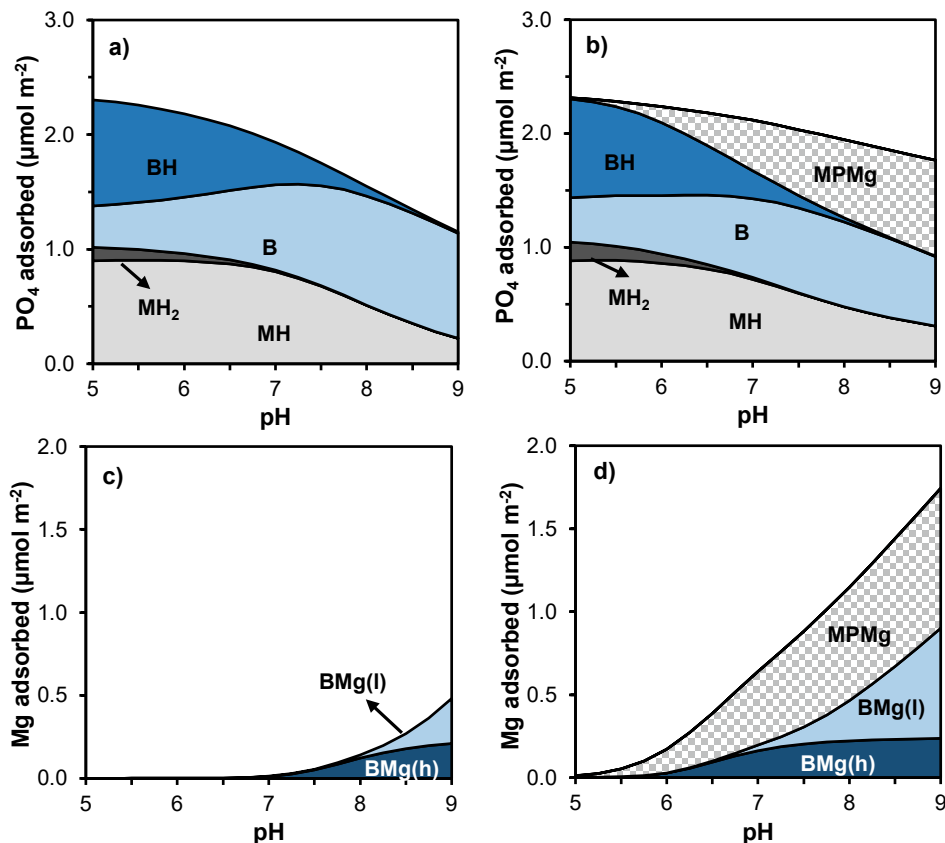 a)
PO₄ adsorbed (µmol m⁻²)
3.0
2.0
1.0
0.0
BH
B
MH₂
MH
5 6 7 8 9
pH
b)
PO₄ adsorbed (µmol m⁻²)
3.0
2.0
1.0
0.0
MPMg
BH
B
MH₂
MH
5 6 7 8 9
pH
c)
Mg adsorbed (µmol m⁻²)
2.0
1.5
1.0
0.5
0.0
BMg(l)
BMg(h)
5 6 7 8 9
pH
d)
Mg adsorbed (µmol m⁻²)
2.0
1.5
1.0
0.5
0.0
MPMg
BMg(l)
BMg(h)
5 6 7 8 9
pH